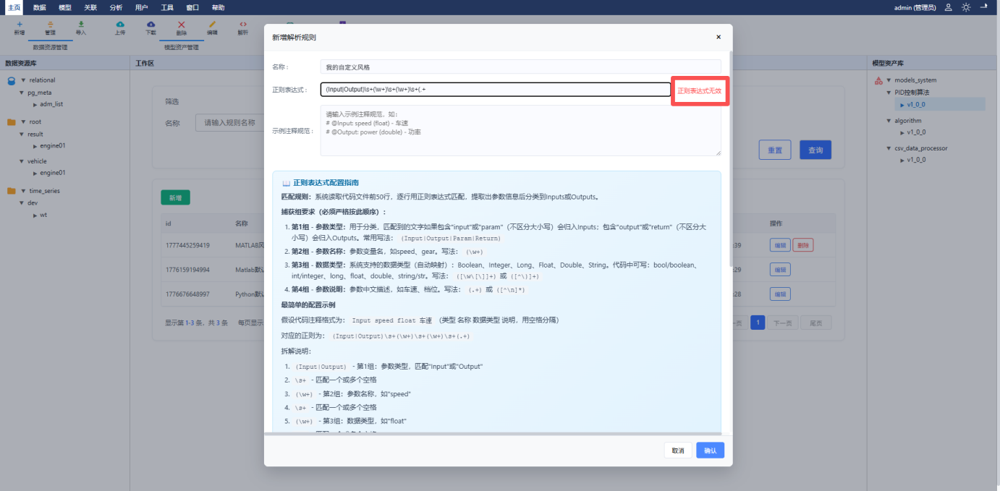 主页 数据 模型 关联 分析 用户 工具 窗口 帮助 admin (管理员)
新增 管理 导入 上传 下载 删除 编辑 解析
数据资源管理 模型资产管理
数据资源库 工作区 模型资产库
relational
pg_meta
adm_list
root
result
engine01
vehicle
engine01
time_series
dev
wt
筛选
名称 请输入规则名称
重置 查询
新增
id 名称 操作
1777445259419 MATLAB风 :39 编辑 删除
1776159194994 Matlab默认 :29 编辑
1776676648997 Python默认 :28 编辑
显示第 1-3 条，共 3 条 每页显示 一页 1 下一页 尾页
新增解析规则 ×
名称： 我的自定义风格
正则表达式： (Input|Output)\s+(\w+)\s+(\w+)\s+(.+ 正则表达式无效
示例注释规范： 请输入示例注释规范，如：
# @Input: speed (float) - 车速
# @Output: power (double) - 功率
📖 正则表达式配置指南
匹配规则：系统读取代码文件前50行，逐行用正则表达式匹配，提取出参数信息后分类到Inputs或Outputs。
捕获组要求（必须严格按此顺序）：
1. 第1组 - 参数类型：用于分类，匹配到的文字如果包含"input"或"param"（不区分大小写）会归入Inputs；包含"output"或"return"（不区分大
小写）会归入Outputs。常用写法： (Input|Output|Param|Return)
2. 第2组 - 参数名称：参数变量名，如speed、gear。写法： (\w+)
3. 第3组 - 数据类型：系统支持的数据类型（自动映射）：Boolean、Integer、Long、Float、Double、String。代码中可写：bool/boolean、
int/integer、long、float、double、string/str。写法： ([\w\[\]]+) 或 ([^\)]+)
4. 第4组 - 参数说明：参数中文描述，如车速、档位。写法： (.+) 或 ([^\n]*)
最简单的配置示例
假设代码注释格式为： Input speed float 车速 （类型 名称 数据类型 说明，用空格分隔）
对应的正则为： (Input|Output)\s+(\w+)\s+(\w+)\s+(.+)
拆解说明：
1. (Input|Output) - 第1组：参数类型，匹配"Input"或"Output"
2. \s+ - 匹配一个或多个空格
3. (\w+) - 第2组：参数名称，如"speed"
4. \s+ - 匹配一个或多个空格
5. (\w+) - 第3组：数据类型，如"float"
取消 确认
models_system
PID控制算法
v1_0_0
algorithm
v1_0_0
csv_data_processor
v1_0_0